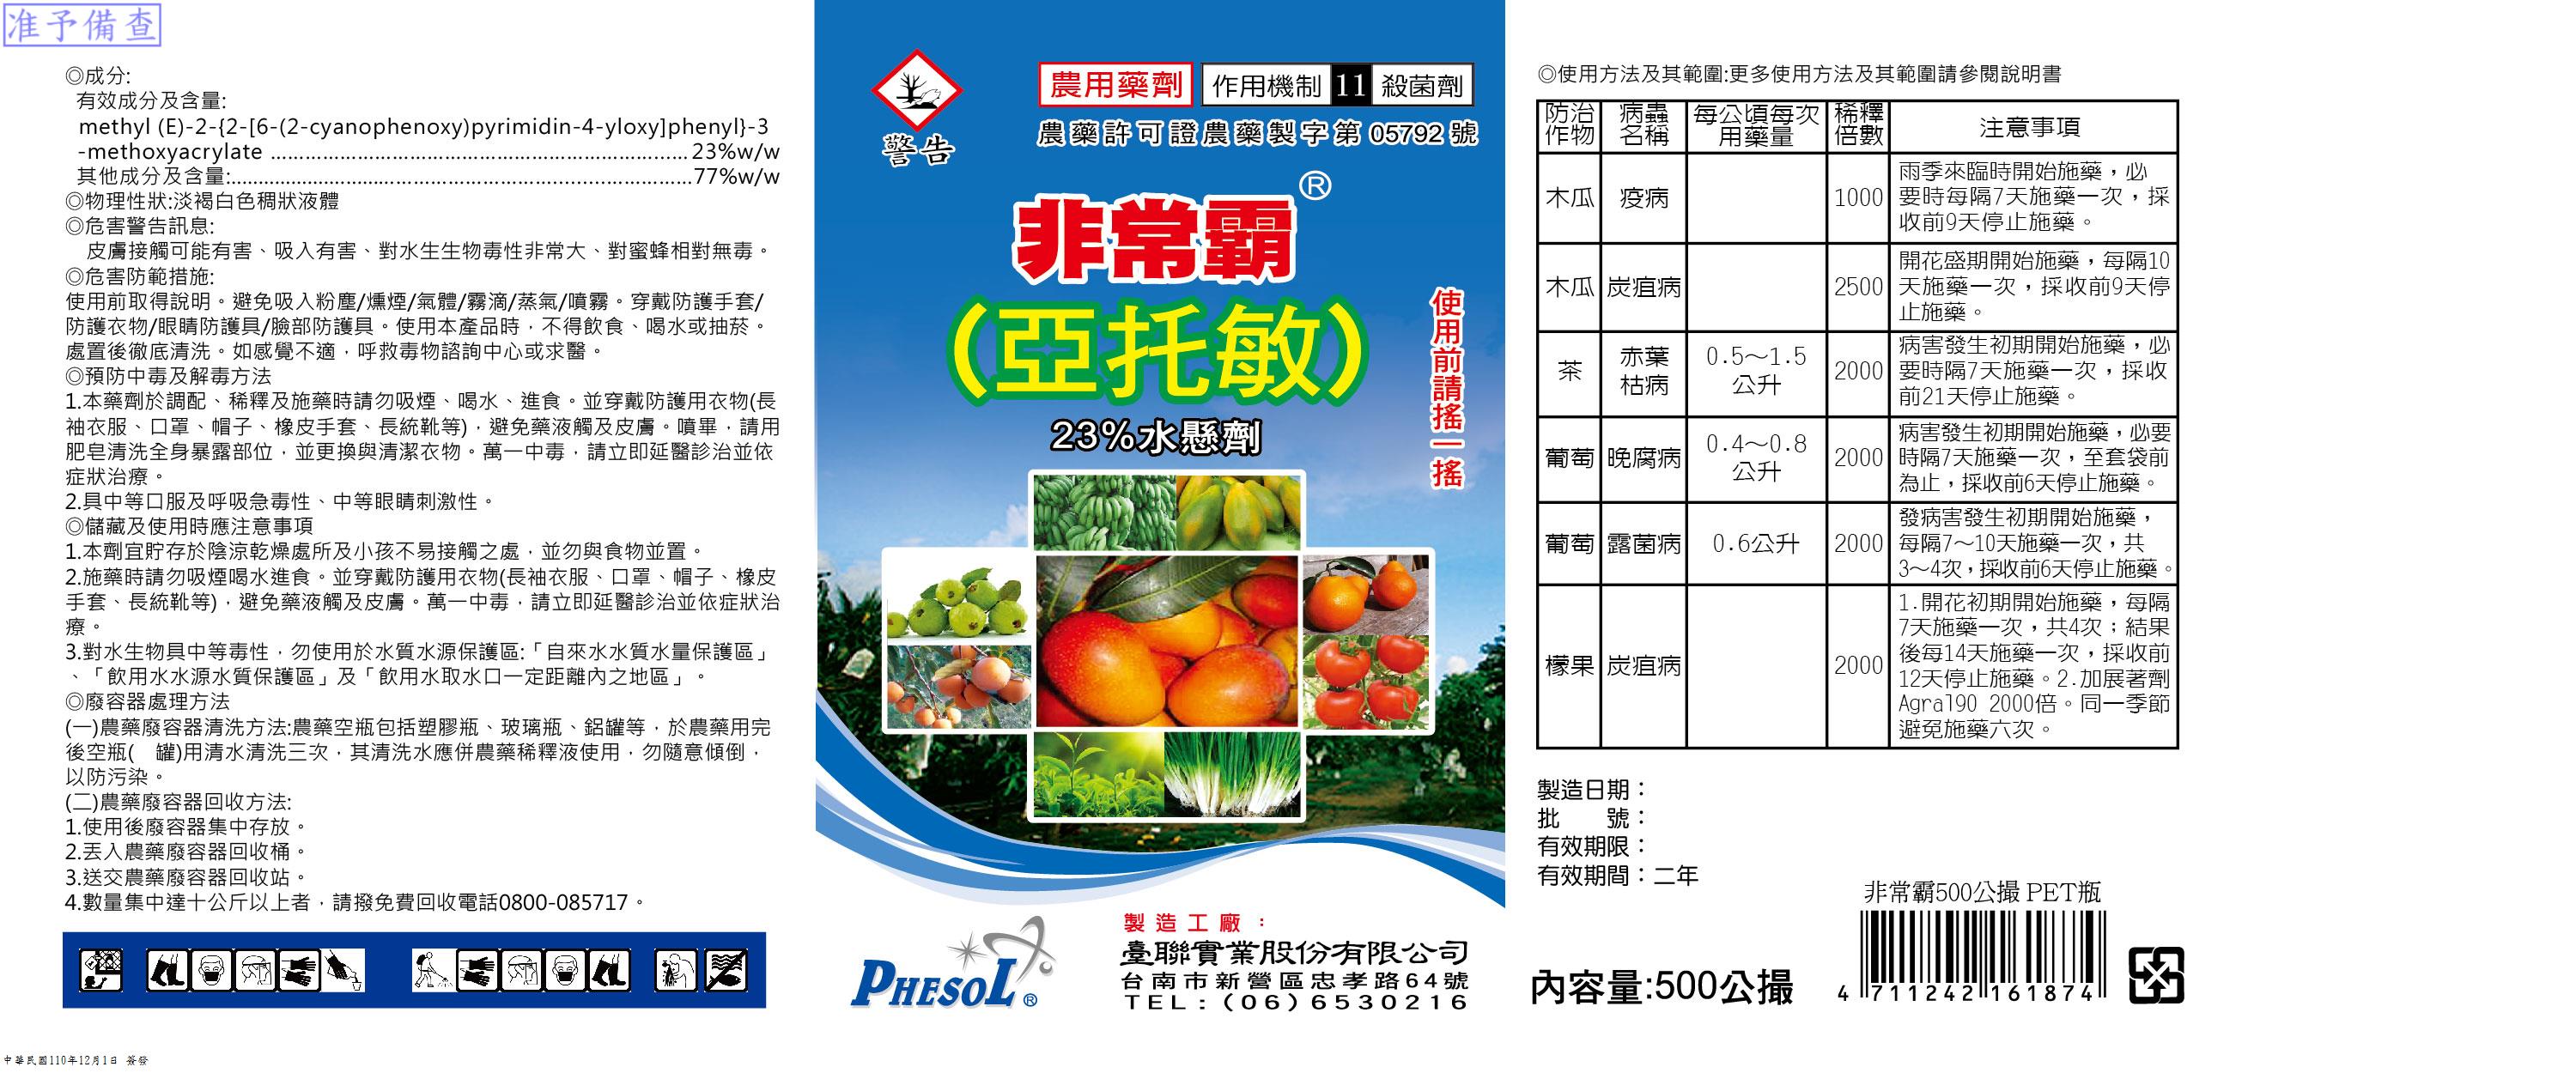 准予備查
◎成分:
有效成分及含量:
methyl (E)-2-{2-[6-(2-cyanophenoxy)pyrimidin-4-yloxy]phenyl}-3
-methoxyacrylate ........................................................................ 23%w/w
其他成分及含量:................................................................................77%w/w
◎物理性狀:淡褐白色稠狀液體
◎危害警告訊息:
皮膚接觸可能有害、吸入有害、對水生生物毒性非常大、對蜜蜂相對無毒。
◎危害防範措施:
使用前取得說明。避免吸入粉塵/燻煙/氣體/霧滴/蒸氣/噴霧。穿戴防護手套/
防護衣物/眼睛防護具/臉部防護具。使用本產品時，不得飲食、喝水或抽菸。
處置後徹底清洗。如感覺不適，呼救毒物諮詢中心或求醫。
◎預防中毒及解毒方法
1.本藥劑於調配、稀釋及施藥時請勿吸煙、喝水、進食。並穿戴防護用衣物(長
袖衣服、口罩、帽子、橡皮手套、長統靴等)，避免藥液觸及皮膚。噴畢，請用
肥皂清洗全身暴露部位，並更換與清潔衣物。萬一中毒，請立即延醫診治並依
症狀治療。
2.具中等口服及呼吸急毒性、中等眼睛刺激性。
◎儲藏及使用時應注意事項
1.本劑宜貯存於陰涼乾燥處所及小孩不易接觸之處，並勿與食物並置。
2.施藥時請勿吸煙喝水進食。並穿戴防護用衣物(長袖衣服、口罩、帽子、橡皮
手套、長統靴等)，避免藥液觸及皮膚。萬一中毒，請立即延醫診治並依症狀治
療。
3.對水生物具中等毒性，勿使用於水質水源保護區:「自來水水質水量保護區」
、「飲用水水源水質保護區」及「飲用水取水口一定距離內之地區」。
◎廢容器處理方法
(一)農藥廢容器清洗方法:農藥空瓶包括塑膠瓶、玻璃瓶、鋁罐等，於農藥用完
後空瓶(　罐)用清水清洗三次，其清洗水應併農藥稀釋液使用，勿隨意傾倒，
以防污染。
(二)農藥廢容器回收方法:
1.使用後廢容器集中存放。
2.丟入農藥廢容器回收桶。
3.送交農藥廢容器回收站。
4.數量集中達十公斤以上者，請撥免費回收電話0800-085717。
中華民國110年12月1日 簽發
警告
農用藥劑 作用機制 11 殺菌劑
農藥許可證農藥製字第 05792 號
非常霸®
(亞托敏)
23%水懸劑
使用前請搖一搖
PHESOL®
製造工廠：
臺聯實業股份有限公司
台南市新營區忠孝路64號
TEL：(06)6530216
◎使用方法及其範圍:更多使用方法及其範圍請參閱說明書
防治作物 病蟲名稱 每公頃每次用藥量 稀釋倍數 注意事項
木瓜 疫病 1000 雨季來臨時開始施藥，必
要時每隔7天施藥一次，採
收前9天停止施藥。
木瓜 炭疽病 2500 開花盛期開始施藥，每隔10
天施藥一次，採收前9天停
止施藥。
茶 赤葉枯病 0.5～1.5公升 2000 病害發生初期開始施藥，必
要時隔7天施藥一次，採收
前21天停止施藥。
葡萄 晚腐病 0.4～0.8公升 2000 病害發生初期開始施藥，必要
時隔7天施藥一次，至套袋前
為止，採收前6天停止施藥。
葡萄 露菌病 0.6公升 2000 發病害發生初期開始施藥，
每隔7～10天施藥一次，共
3～4次，採收前6天停止施藥。
檬果 炭疽病 2000 1.開花初期開始施藥，每隔
7天施藥一次，共4次；結果
後每14天施藥一次，採收前
12天停止施藥。2.加展著劑
Agral90 2000倍。同一季節
避免施藥六次。
製造日期：
批　　號：
有效期限：
有效期間：二年
內容量:500公撮
非常霸500公撮 PET瓶
4 711242 161874